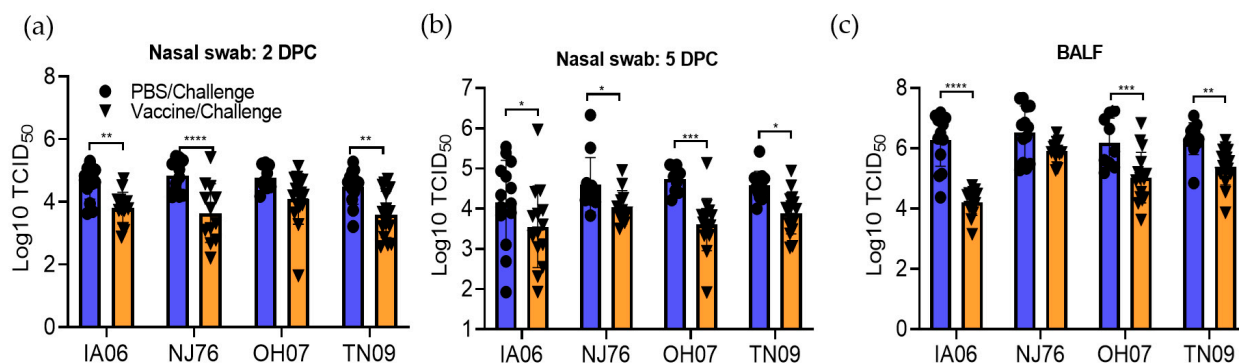 (a)
Nasal swab: 2 DPC
PBS/Challenge
Vaccine/Challenge
Log10 TCID50
8
6
4
2
0
**
****
**
IA06 NJ76 OH07 TN09
(b)
Nasal swab: 5 DPC
Log10 TCID50
7
6
5
4
3
2
1
*
*
***
*
IA06 NJ76 OH07 TN09
(c)
BALF
Log10 TCID50
8
6
4
2
0
****
***
**
IA06 NJ76 OH07 TN09